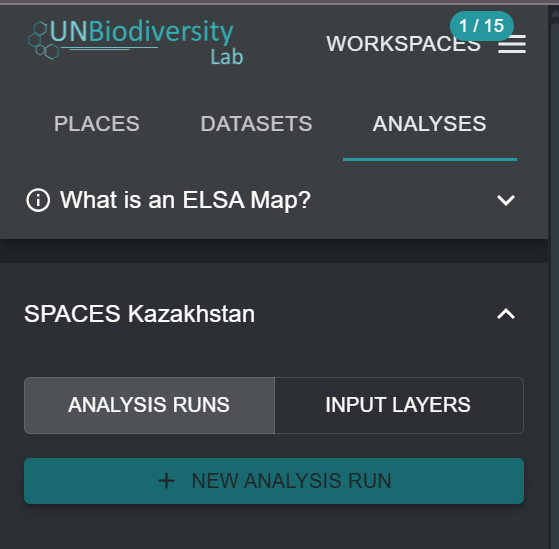 UNBiodiversity
Lab
WORKSPACES
1 / 15
PLACES DATASETS ANALYSES
What is an ELSA Map?
SPACES Kazakhstan
ANALYSIS RUNS INPUT LAYERS
+ NEW ANALYSIS RUN